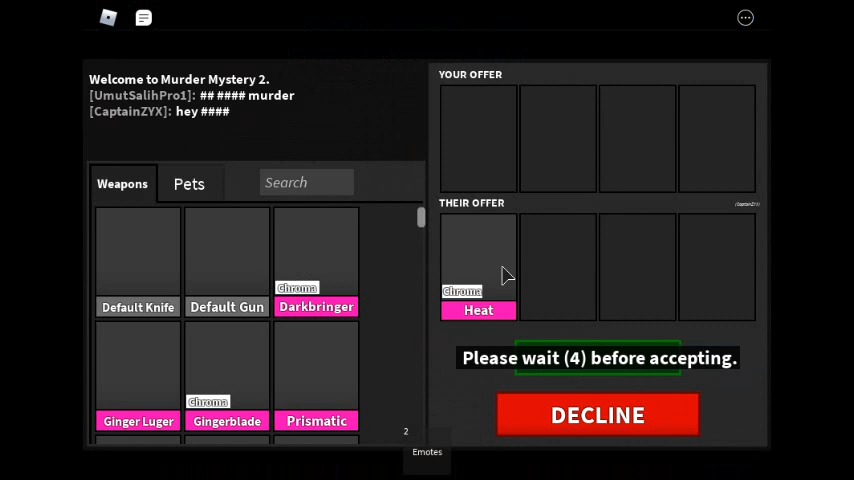 Welcome to Murder Mystery 2.
[UmutSalihPro1]: ## #### murder
[CaptainZYX]: hey ####
Weapons
Pets
Search
Default Knife
Default Gun
Chroma
Darkbringer
Ginger Luger
Chroma
Gingerblade
Prismatic
YOUR OFFER
THEIR OFFER
(CaptainZYX)
Chroma
Heat
Please wait (4) before accepting.
DECLINE
2
Emotes